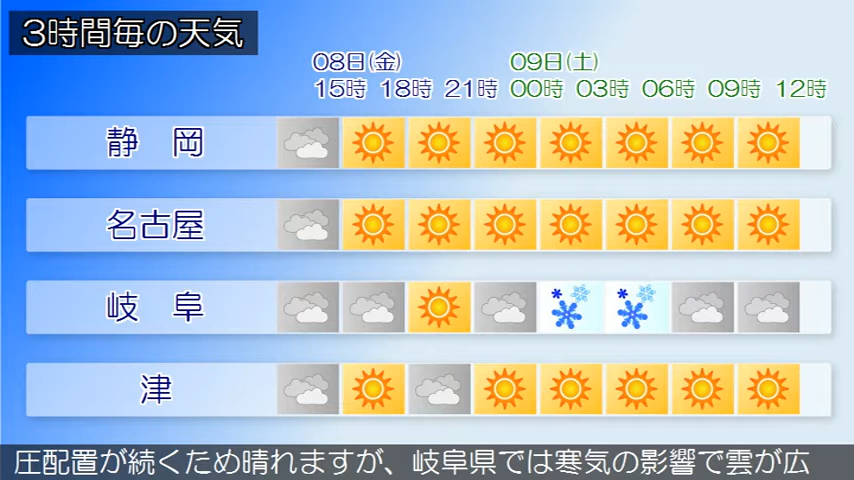 3時間毎の天気
08日(金) 09日(土)
15時 18時 21時 00時 03時 06時 09時 12時
静 岡
名古屋
岐 阜
津
圧配置が続くため晴れますが、岐阜県では寒気の影響で雲が広